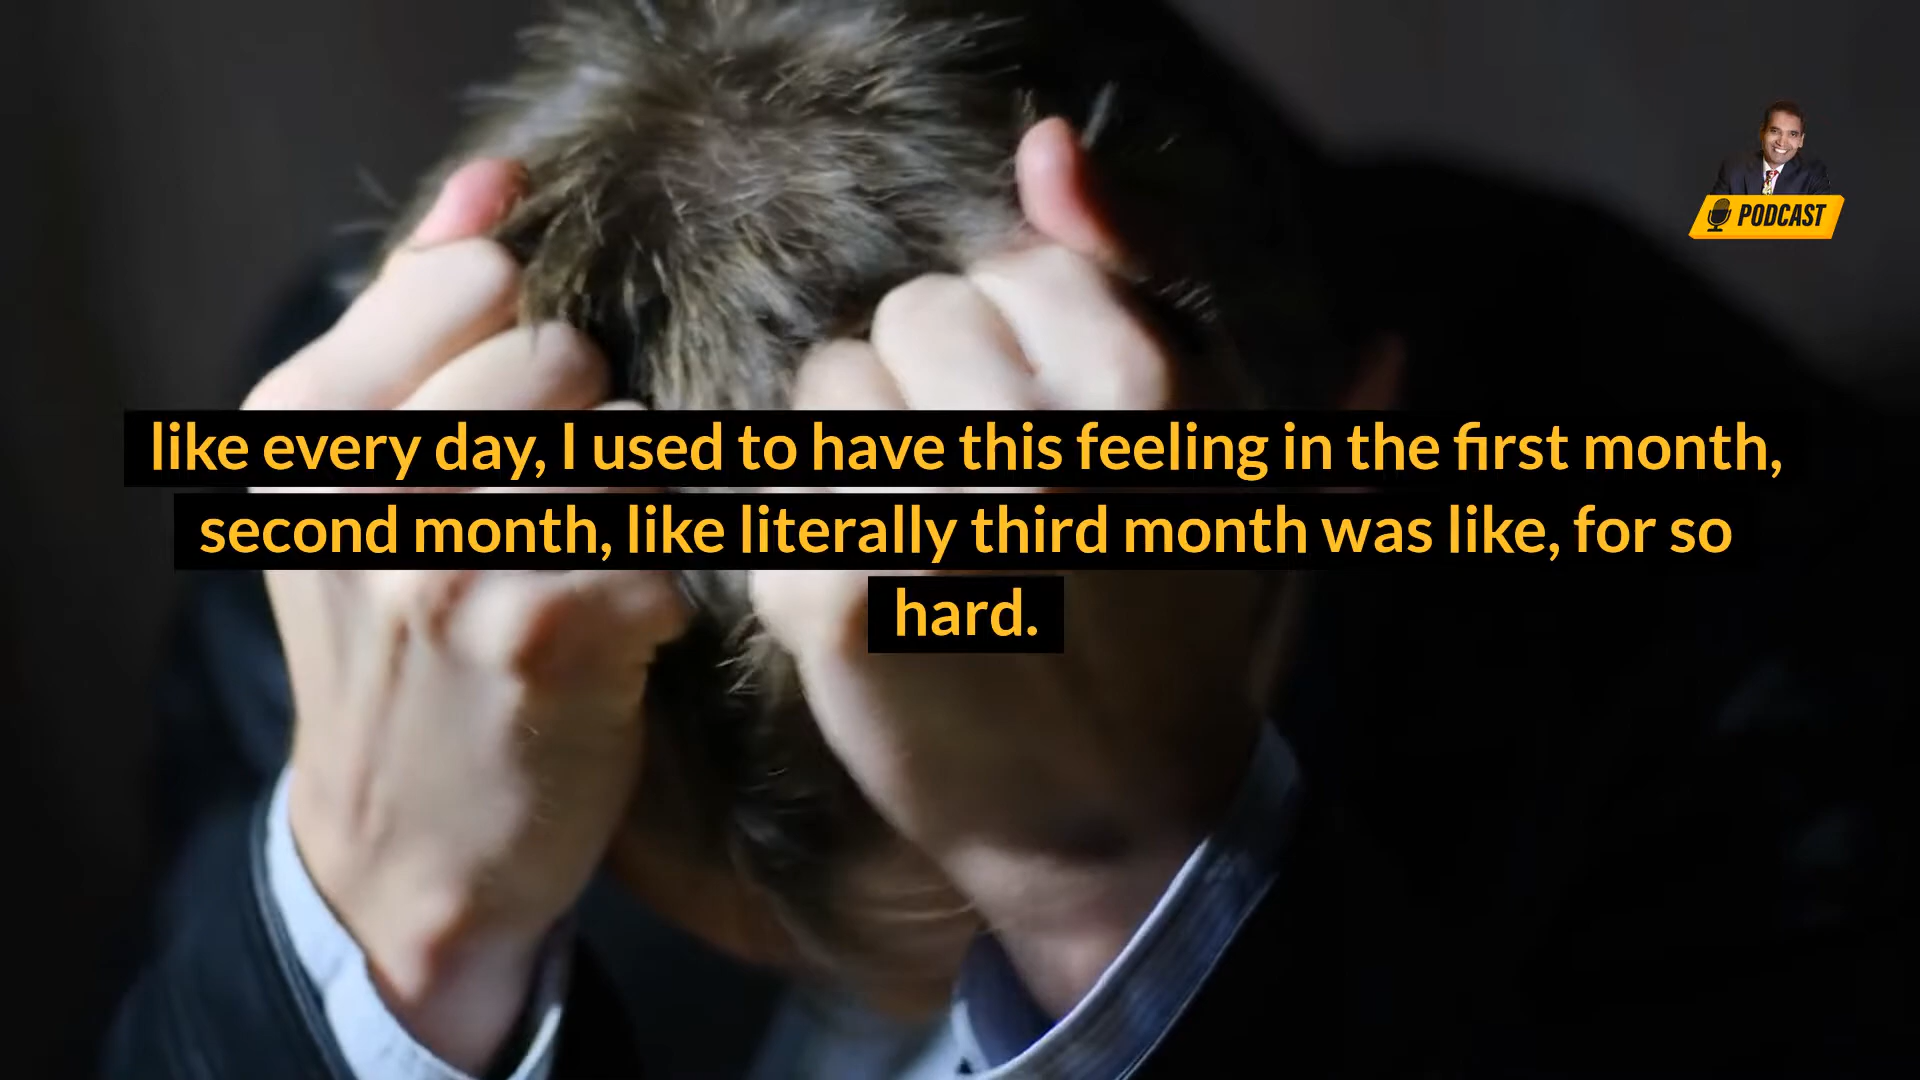 PODCAST
like every day, I used to have this feeling in the first month,
second month, like literally third month was like, for so
hard.